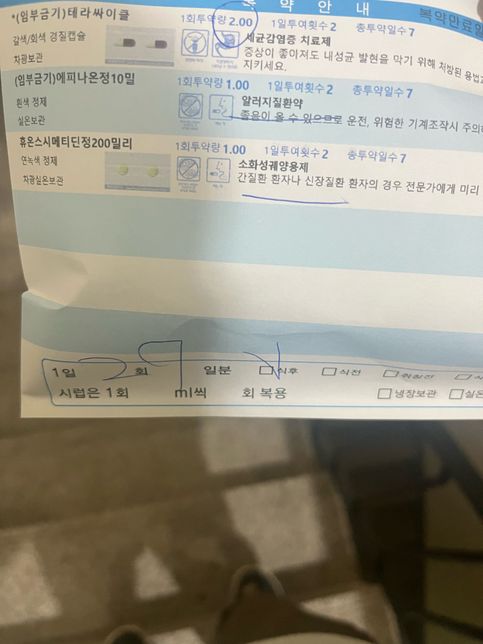 약 안 내
복약만료일
*(임부금기)테라싸이클
1회투약량 2.00 1일투여횟수 2 총투약일수 7
갈색/회색 경질캡슐
세균감염증 치료제
차광보관
증상이 좋아져도 내성균 발현을 막기 위해 처방된 용법
지키세요.
(임부금기)에피나온정10밀
1회투약량 1.00 1일투여횟수 2 총투약일수 7
흰색 정제
알러지질환약
실온보관
졸음이 올 수 있으므로 운전, 위험한 기계조작시 주의
휴온스시메티딘정200밀리
1회투약량 1.00 1일투여횟수 2 총투약일수 7
연녹색 정제
소화성궤양용제
차광실온보관
간질환 환자나 신장질환 환자의 경우 전문가에게 미리
1일 2 회 일분 식후 식전 취침전
시럽은 1회 ml씩 회 복용 냉장보관 실온